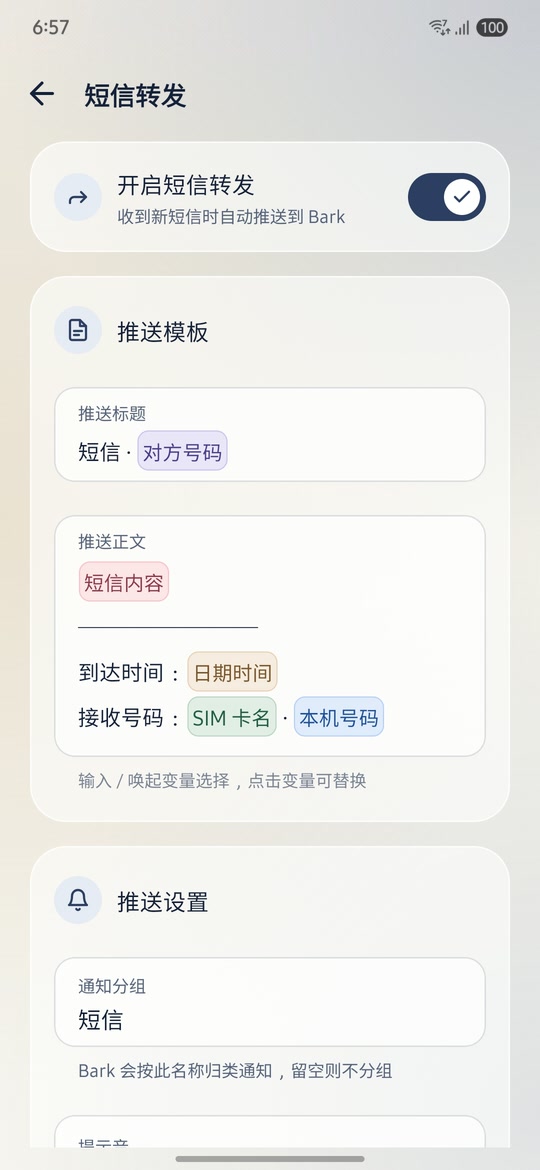 6:57
7
100
短信转发
开启短信转发
收到新短信时自动推送到 Bark
推送模板
推送标题
短信 · 对方号码
推送正文
短信内容
到达时间：日期时间
接收号码：SIM 卡名 · 本机号码
输入 / 唤起变量选择，点击变量可替换
推送设置
通知分组
短信
Bark 会按此名称归类通知，留空则不分组
提示音